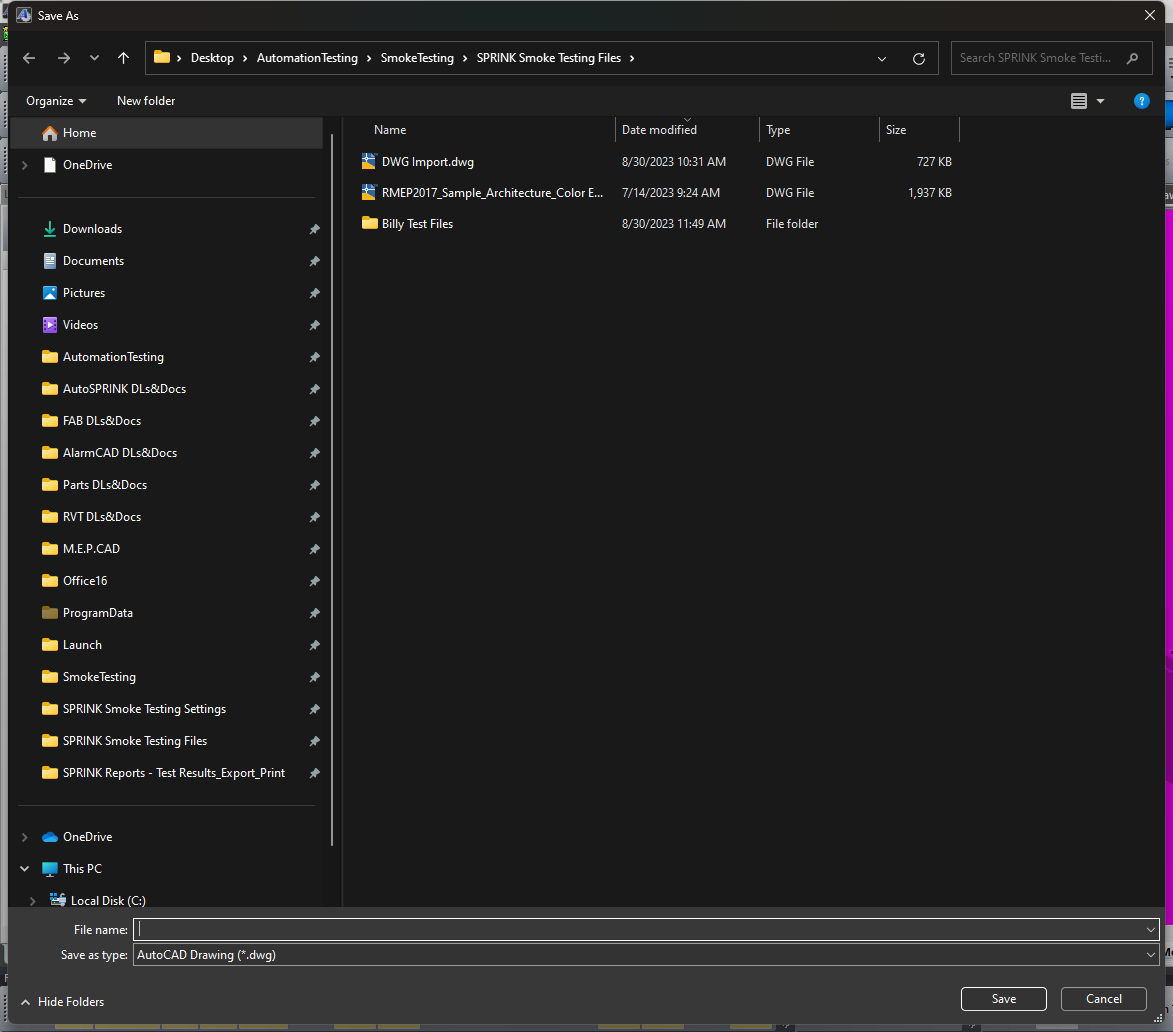 Save As
Desktop > AutomationTesting > SmokeTesting > SPRINK Smoke Testing Files >
Search SPRINK Smoke Testi...
Organize
New folder
?
Home
OneDrive
Downloads
Documents
Pictures
Videos
AutomationTesting
AutoSPRINK DLs&Docs
FAB DLs&Docs
AlarmCAD DLs&Docs
Parts DLs&Docs
RVT DLs&Docs
M.E.P.CAD
Office16
ProgramData
Launch
SmokeTesting
SPRINK Smoke Testing Settings
SPRINK Smoke Testing Files
SPRINK Reports - Test Results_Export_Print
OneDrive
This PC
Local Disk (C:)
Name Date modified Type Size
DWG Import.dwg 8/30/2023 10:31 AM DWG File 727 KB
RMEP2017_Sample_Architecture_Color E... 7/14/2023 9:24 AM DWG File 1,937 KB
Billy Test Files 8/30/2023 11:49 AM File folder
File name:
Save as type: AutoCAD Drawing (*.dwg)
Hide Folders
Save
Cancel